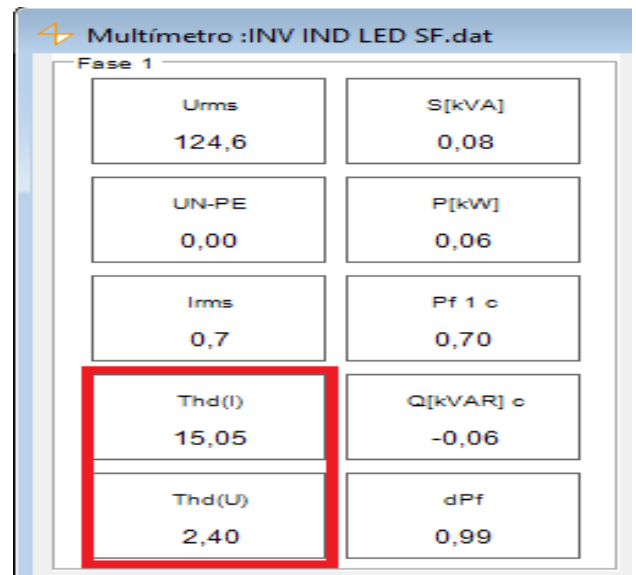 Multímetro :INV IND LED SF.dat
Fase 1
Urms
124,6
S[kVA]
0,08
UN-PE
0,00
P[kW]
0,06
Irms
0,7
Pf 1 c
0,70
Thd(I)
15,05
Q[kVAR] c
-0,06
Thd(U)
2,40
dPf
0,99